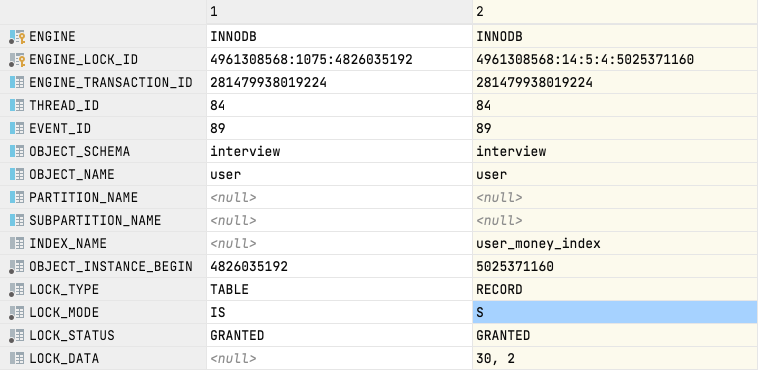 1 2
ENGINE INNODB INNODB
ENGINE_LOCK_ID 4961308568:1075:4826035192 4961308568:14:5:4:5025371160
ENGINE_TRANSACTION_ID 281479938019224 281479938019224
THREAD_ID 84 84
EVENT_ID 89 89
OBJECT_SCHEMA interview interview
OBJECT_NAME user user
PARTITION_NAME <null> <null>
SUBPARTITION_NAME <null> <null>
INDEX_NAME <null> user_money_index
OBJECT_INSTANCE_BEGIN 4826035192 5025371160
LOCK_TYPE TABLE RECORD
LOCK_MODE IS S
LOCK_STATUS GRANTED GRANTED
LOCK_DATA <null> 30, 2